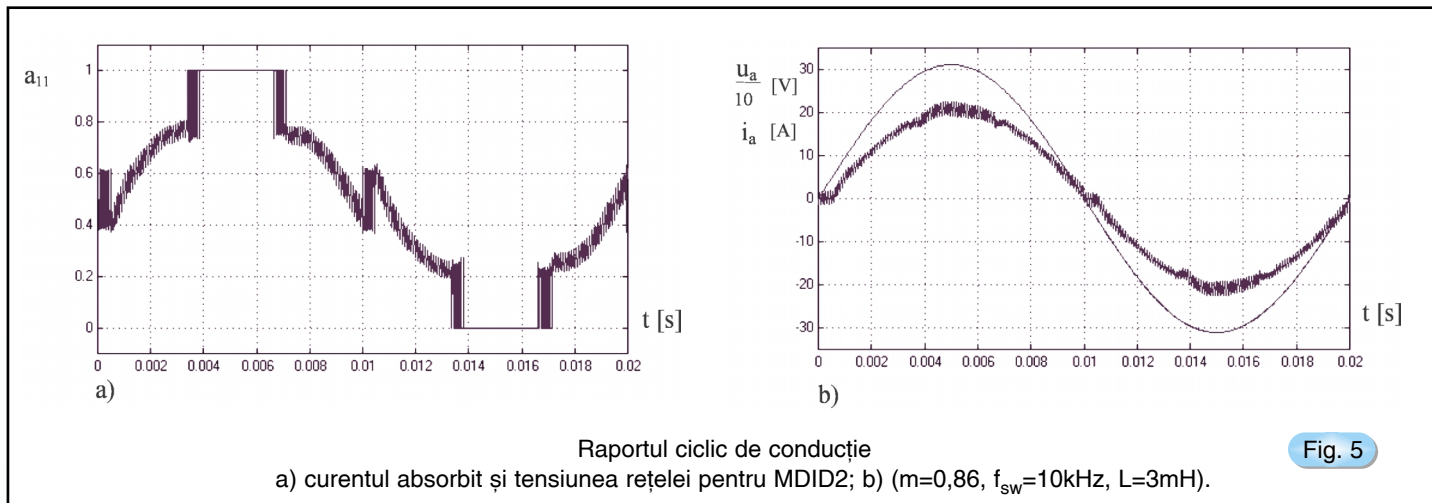 a11
1
0.8
0.6
0.4
0.2
0
0 0.002 0.004 0.006 0.008 0.01 0.012 0.014 0.016 0.018 0.02
t [s]
a)
ua/10 [V]
ia [A]
30
20
10
0
-10
-20
-30
0 0.002 0.004 0.006 0.008 0.01 0.012 0.014 0.016 0.018 0.02
t [s]
b)
Raportul ciclic de conducție
Fig. 5
a) curentul absorbit și tensiunea rețelei pentru MDID2; b) (m=0,86, fsw=10kHz, L=3mH).